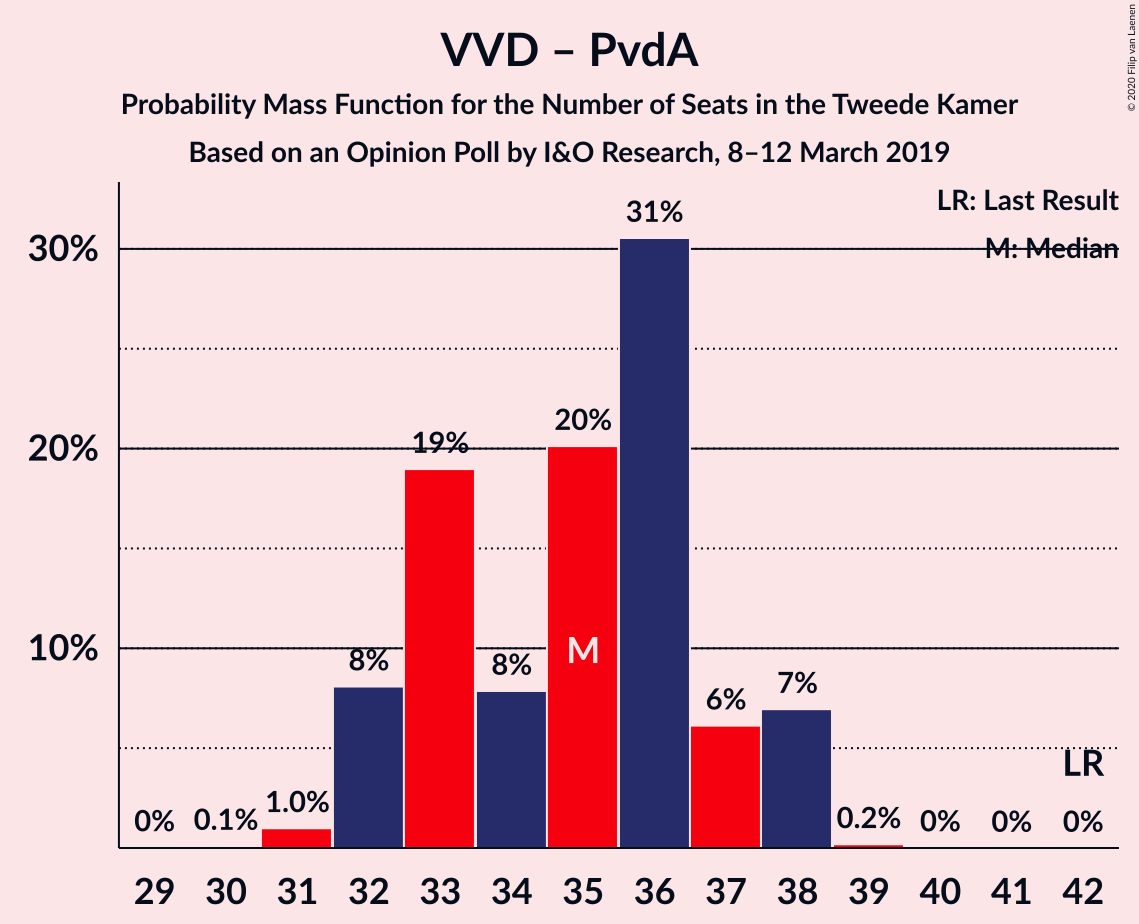 VVD – PvdA
Probability Mass Function for the Number of Seats in the Tweede Kamer
Based on an Opinion Poll by I&O Research, 8–12 March 2019
© 2020 Filip van Laenen
LR: Last Result
M: Median
30%
20%
10%
0%
0.1%
1.0%
8%
19%
8%
20%
31%
6%
7%
0.2%
0%
0%
0%
M
LR
29 30 31 32 33 34 35 36 37 38 39 40 41 42